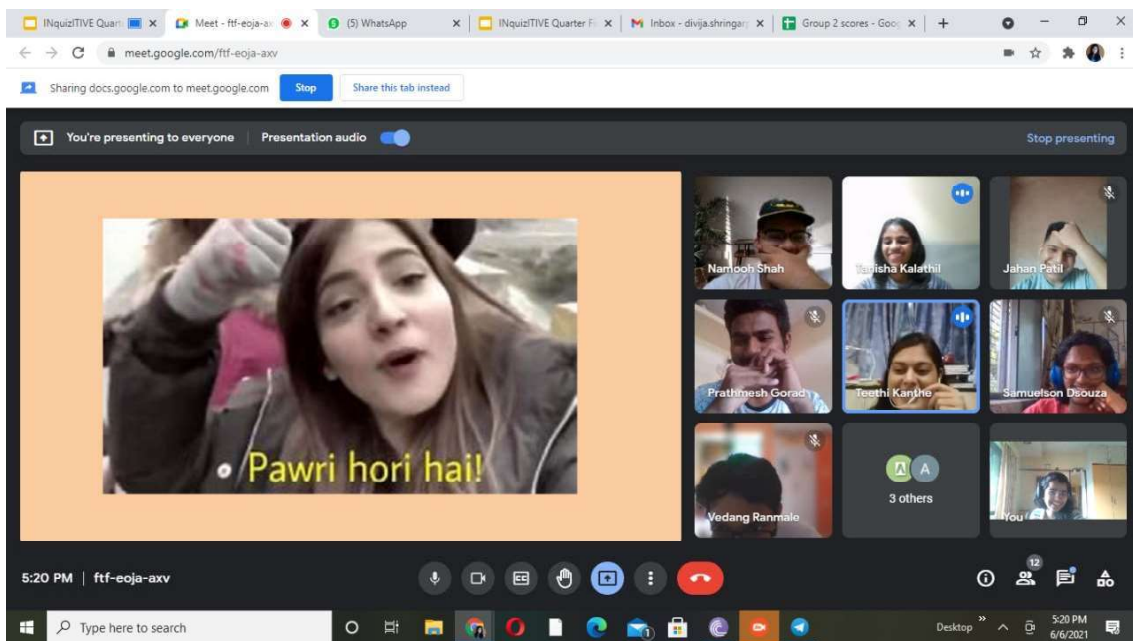 INquizITIVE Quart
Meet - ftf-eoja-ax
(5) WhatsApp
INquizITIVE Quarter Fi
Inbox - divija.shringar
Group 2 scores - Goo
meet.google.com/ftf-eoja-axv
Sharing docs.google.com to meet.google.com
Stop
Share this tab instead
You're presenting to everyone
Presentation audio
Stop presenting
Pawri hori hai!
Namooh Shah
Tanisha Kalathil
Jahan Patil
Prathmesh Gorad
Teethi Kanthe
Samuelson Dsouza
Vedang Ranmale
A A
3 others
You
5:20 PM | ftf-eoja-axv
CC
12
Type here to search
1
Desktop
5:20 PM
6/6/2021